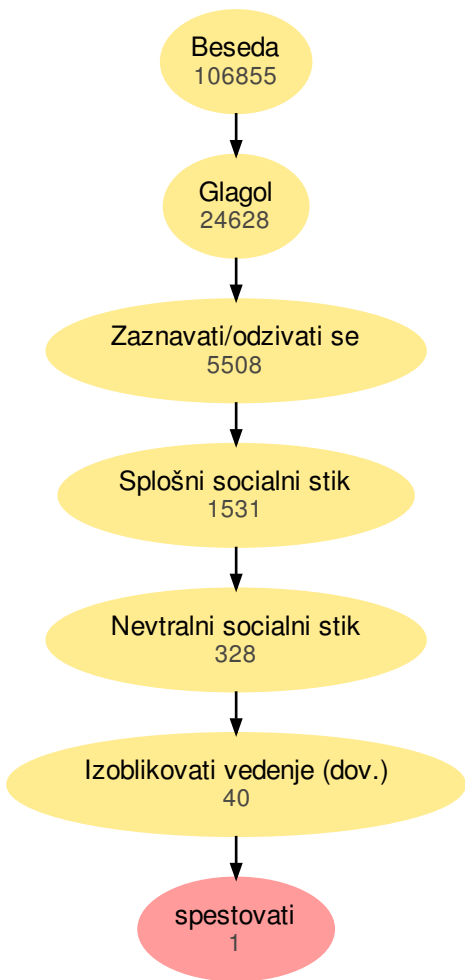 Beseda
106855
Glagol
24628
Zaznavati/odzivati se
5508
Splošni socialni stik
1531
Nevtralni socialni stik
328
Izoblikovati vedenje (dov.)
40
spestovati
1